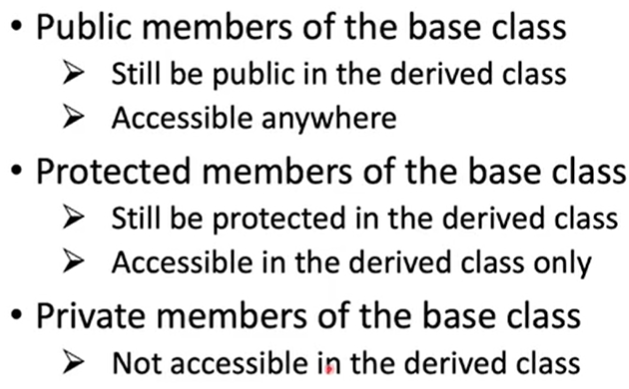 • Public members of the base class
➢ Still be public in the derived class
➢ Accessible anywhere
• Protected members of the base class
➢ Still be protected in the derived class
➢ Accessible in the derived class only
• Private members of the base class
➢ Not accessible in the derived class